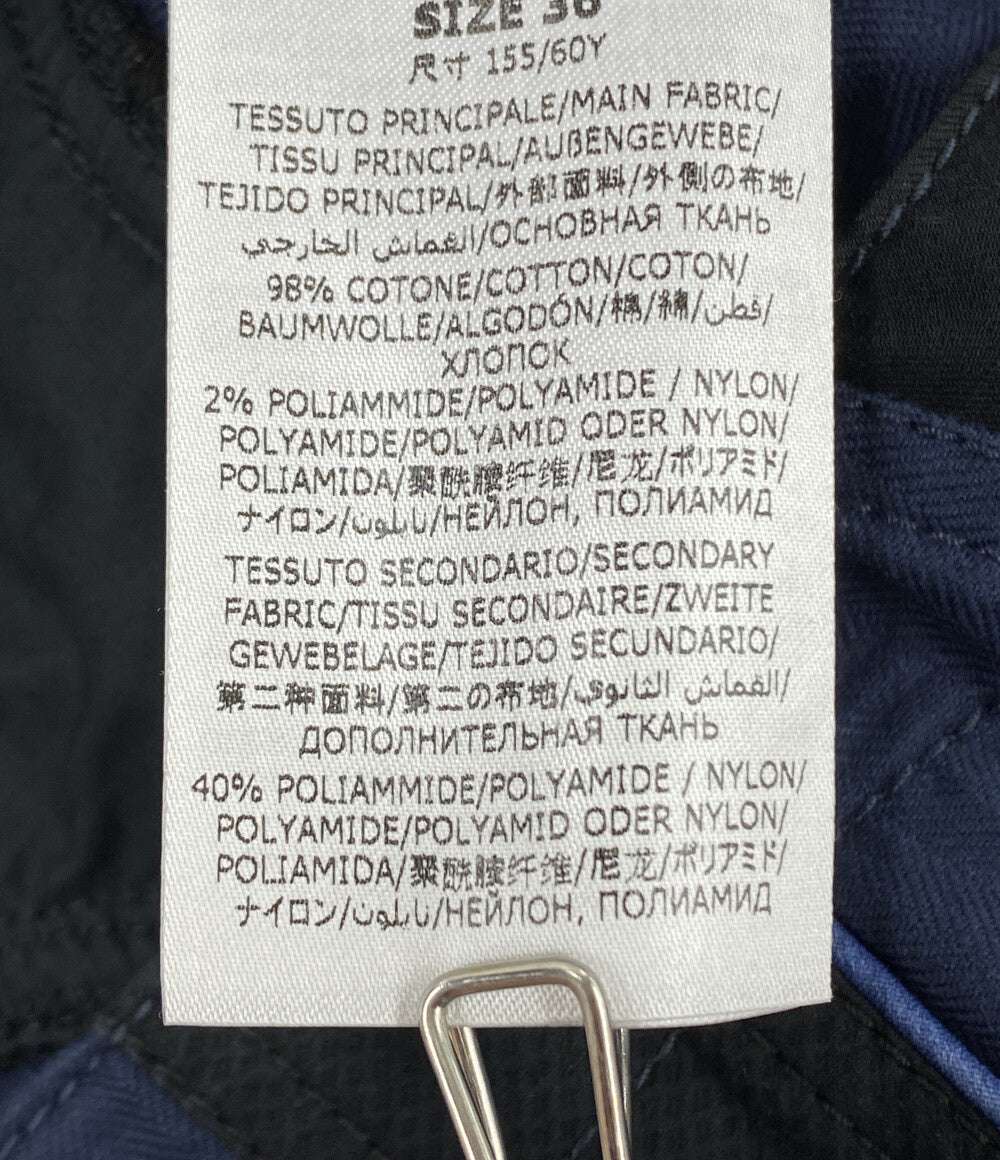 SIZE 36
尺寸 155/60Y
TESSUTO PRINCIPALE/MAIN FABRIC/
TISSU PRINCIPAL/AUßENGEWEBE/
TEJIDO PRINCIPAL/外部面料/外側の布地/
القماش الخارجي/ОСНОВНАЯ ТКАНЬ
98% COTONE/COTTON/COTON/
BAUMWOLLE/ALGODÓN/棉/綿/قطن/
ХЛОПОК
2% POLIAMMIDE/POLYAMIDE / NYLON/
POLYAMIDE/POLYAMID ODER NYLON/
POLIAMIDA/聚酰胺纤维/尼龙/ポリアミド/
ナイロン/نايلون/НЕЙЛОН, ПОЛИАМИД
TESSUTO SECONDARIO/SECONDARY
FABRIC/TISSU SECONDAIRE/ZWEITE
GEWEBELAGE/TEJIDO SECUNDARIO/
第二种面料/第二の布地/القماش الثانوي/
ДОПОЛНИТЕЛЬНАЯ ТКАНЬ
40% POLIAMMIDE/POLYAMIDE / NYLON/
POLYAMIDE/POLYAMID ODER NYLON/
POLIAMIDA/聚酰胺纤维/尼龙/ポリアミド/
ナイロン/نايلون/НЕЙЛОН, ПОЛИАМИД